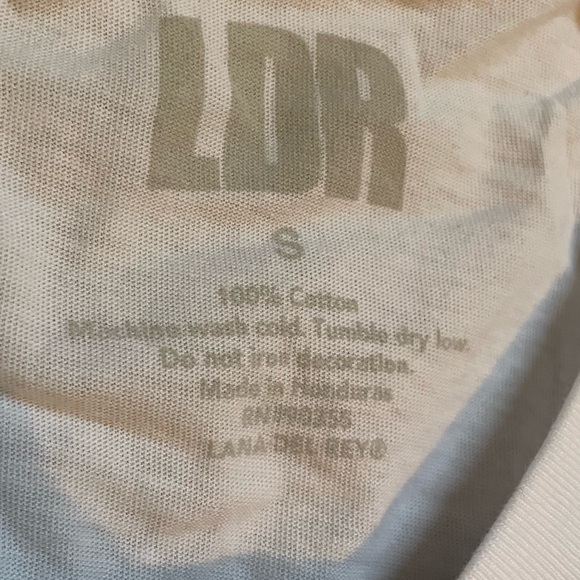 LDR
S
100% Cotton
Machine wash cold. Tumble dry low.
Do not iron decoration.
Made in Honduras
LANA DEL REY®